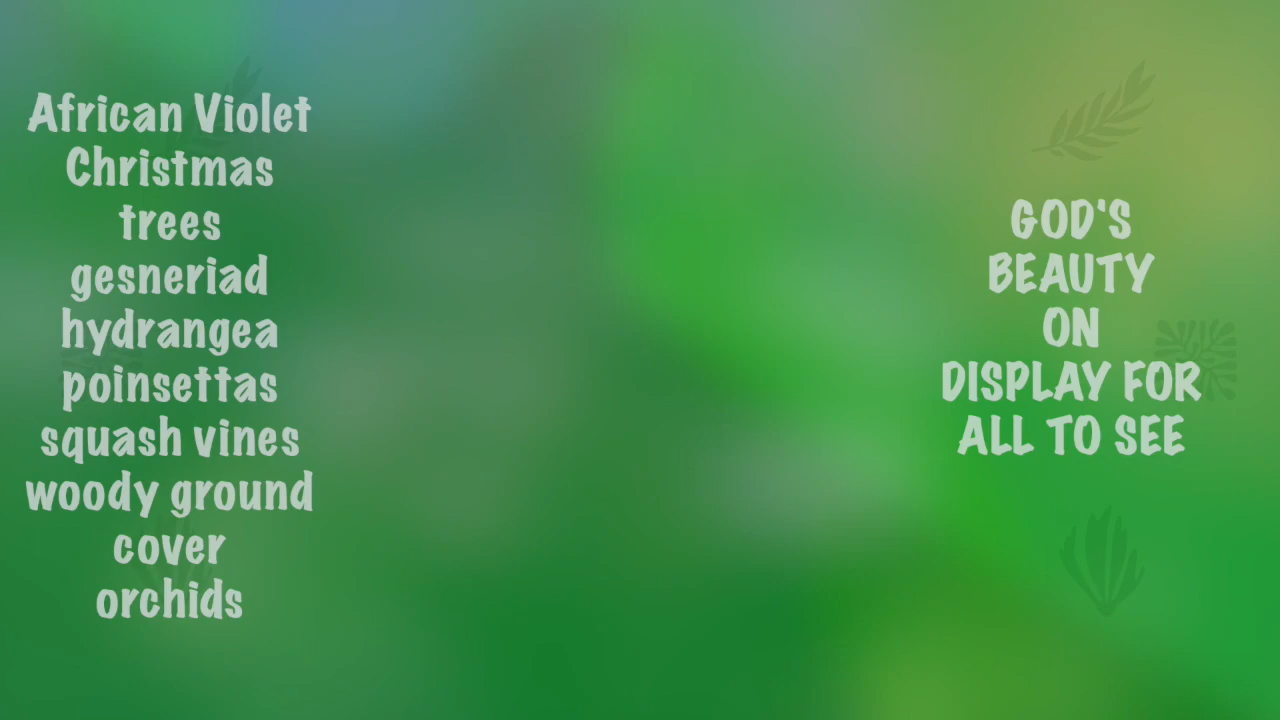 African Violet
Christmas
trees
gesneriad
hydrangea
poinsettas
squash vines
woody ground
cover
orchids
GOD'S
BEAUTY
ON
DISPLAY FOR
ALL TO SEE